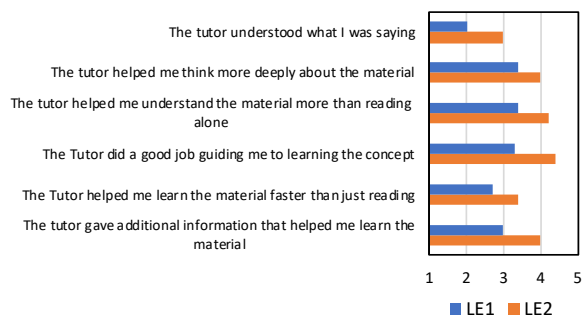 The tutor understood what I was saying
The tutor helped me think more deeply about the material
The tutor helped me understand the material more than reading
alone
The Tutor did a good job guiding me to learning the concept
The Tutor helped me learn the material faster than just reading
The tutor gave additional information that helped me learn the
material
1 2 3 4 5
LE1 LE2